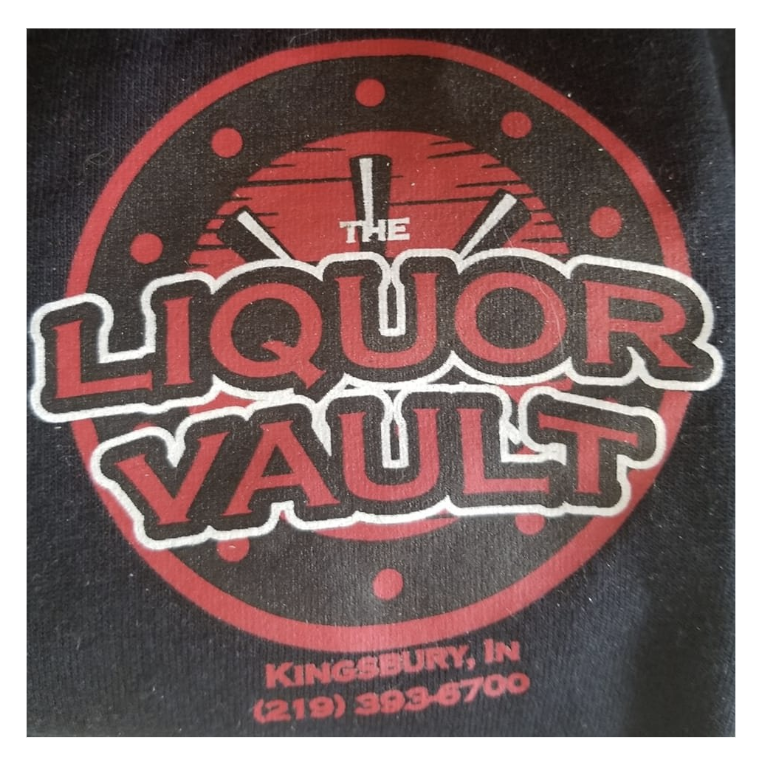 THE
LIQUOR
VAULT
KINGSBURY, IN
(219) 393-6700